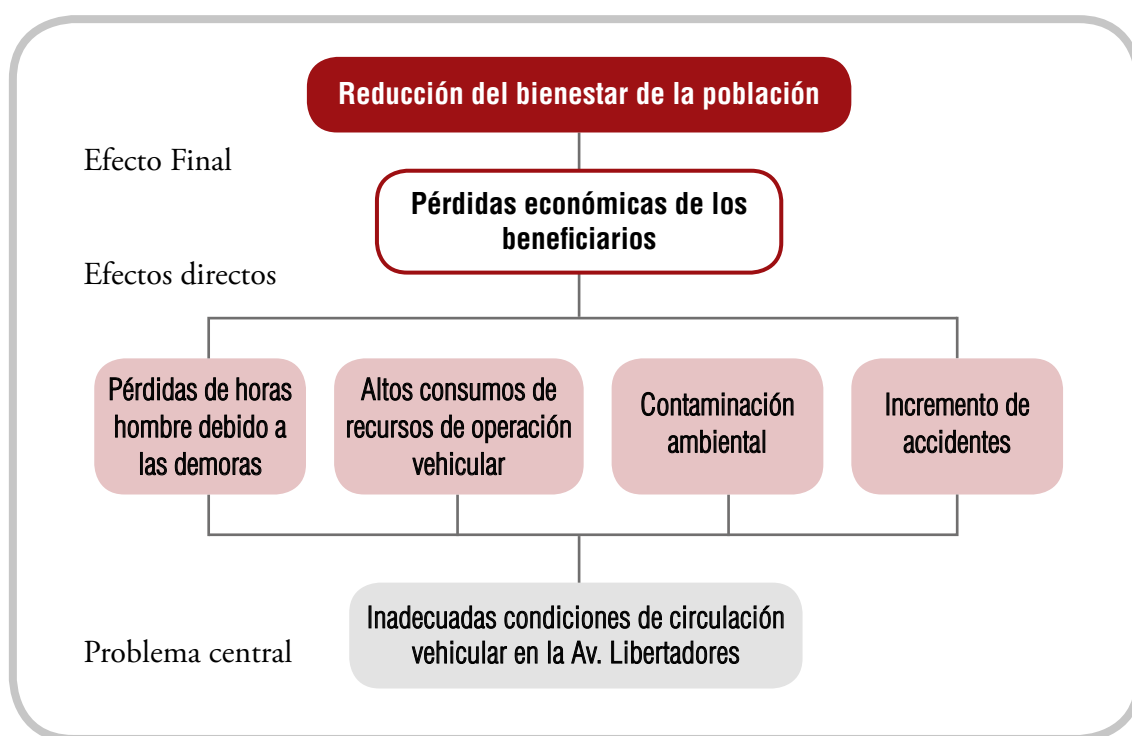 Reducción del bienestar de la población
Efecto Final
Pérdidas económicas de los
beneficiarios
Efectos directos
Pérdidas de horas
hombre debido a
las demoras
Altos consumos de
recursos de operación
vehicular
Contaminación
ambiental
Incremento de
accidentes
Inadecuadas condiciones de circulación
vehicular en la Av. Libertadores
Problema central